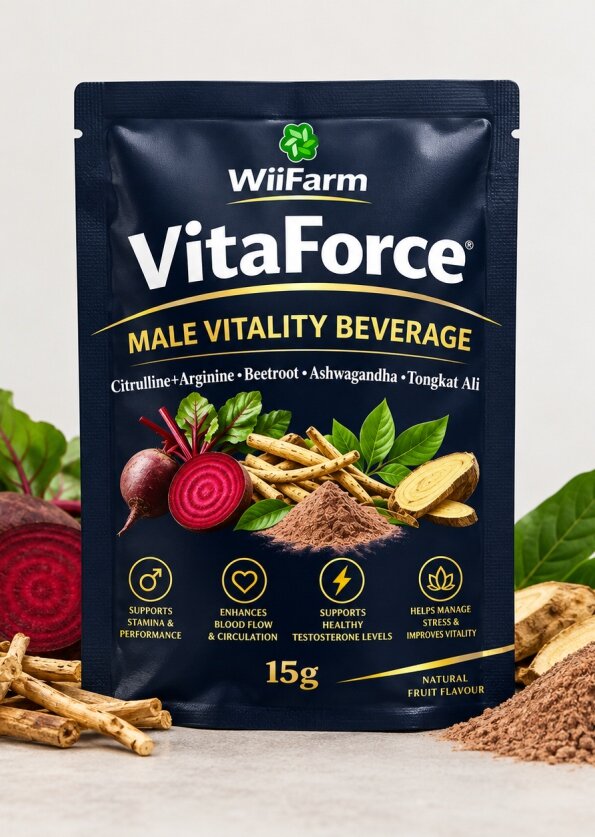 WiiFarm
VitaForce®
MALE VITALITY BEVERAGE
Citrulline+Arginine • Beetroot • Ashwagandha • Tongkat Ali
SUPPORTS
STAMINA &
PERFORMANCE
ENHANCES
BLOOD FLOW
& CIRCULATION
SUPPORTS
HEALTHY
TESTOSTERONE LEVELS
HELPS MANAGE
STRESS &
IMPROVES VITALITY
15g
NATURAL
FRUIT FLAVOUR